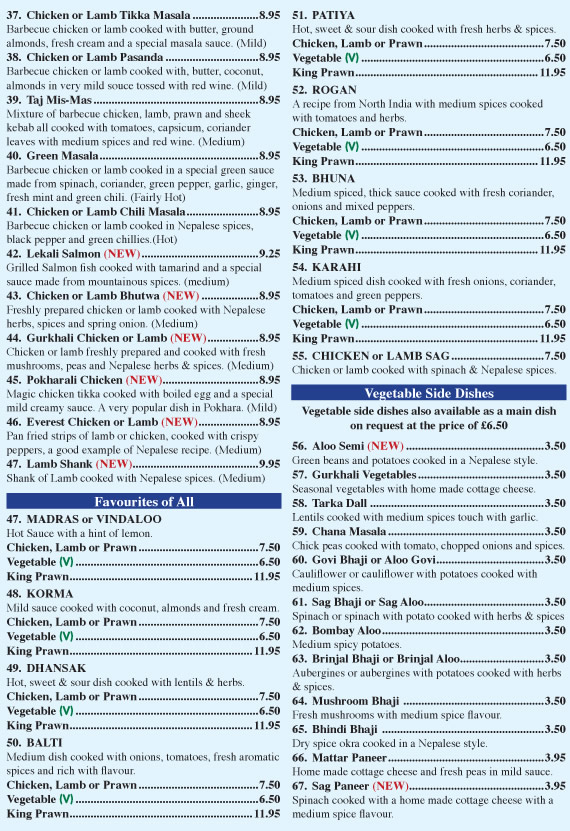 37. Chicken or Lamb Tikka Masala.......................8.95
Barbecue chicken or lamb cooked with butter, ground
almonds, fresh cream and a special masala sauce. (Mild)
38. Chicken or Lamb Pasanda................................8.95
Barbecue chicken or lamb cooked with, butter, coconut,
almonds in very mild souce tossed with red wine. (Mild)
39. Taj Mis-Mas......................................................8.95
Mixture of barbecue chicken, lamb, prawn and sheek
kebab all cooked with tomatoes, capsicum, coriander
leaves with medium spices and red wine. (Medium)
40. Green Masala....................................................8.95
Barbecue chicken or lamb cooked in a special green sauce
made from spinach, coriander, green pepper, garlic, ginger,
fresh mint and green chili. (Fairly Hot)
41. Chicken or Lamb Chili Masala........................8.95
Barbecue chicken or lamb cooked in Nepalese spices,
black pepper and green chillies.(Hot)
42. Lekali Salmon (NEW).......................................9.25
Grilled Salmon fish cooked with tamarind and a special
sauce made from mountainous spices. (medium)
43. Chicken or Lamb Bhutwa (NEW) ...................8.95
Freshly prepared chicken or lamb cooked with Nepalese
herbs, spices and spring onion. (Medium)
44. Gurkhali Chicken or Lamb (NEW)..................8.95
Chicken or lamb freshly prepared and cooked with fresh
mushrooms, peas and Nepalese herbs & spices. (Medium)
45. Pokharali Chicken (NEW)................................8.95
Magic chicken tikka cooked with boiled egg and a special
mild creamy sauce. A very popular dish in Pokhara. (Mild)
46. Everest Chicken or Lamb (NEW).....................8.95
Pan fried strips of lamb or chicken, cooked with crispy
peppers, a good example of Nepalese recipe. (Medium)
47. Lamb Shank (NEW)..........................................9.95
Shank of Lamb cooked with Nepalese spices. (Medium)
Favourites of All
47. MADRAS or VINDALOO
Hot Sauce with a hint of lemon.
Chicken, Lamb or Prawn........................................7.50
Vegetable (V)............................................................6.50
King Prawn.............................................................11.95
48. KORMA
Mild sauce cooked with coconut, almonds and fresh cream.
Chicken, Lamb or Prawn........................................7.50
Vegetable (V)............................................................6.50
King Prawn.............................................................11.95
49. DHANSAK
Hot, sweet & sour dish cooked with lentils & herbs.
Chicken, Lamb or Prawn........................................7.50
Vegetable (V)............................................................6.50
King Prawn.............................................................11.95
50. BALTI
Medium dish cooked with onions, tomatoes, fresh aromatic
spices and rich with flavour.
Chicken, Lamb or Prawn........................................7.50
Vegetable (V)............................................................6.50
King Prawn.............................................................11.95
51. PATIYA
Hot, sweet & sour dish cooked with fresh herbs & spices.
Chicken, Lamb or Prawn........................................7.50
Vegetable (V)............................................................6.50
King Prawn.............................................................11.95
52. ROGAN
A recipe from North India with medium spices cooked
with tomatoes and herbs.
Chicken, Lamb or Prawn........................................7.50
Vegetable (V)............................................................6.50
King Prawn.............................................................11.95
53. BHUNA
Medium spiced, thick sauce cooked with fresh coriander,
onions and mixed peppers.
Chicken, Lamb or Prawn........................................7.50
Vegetable (V)............................................................6.50
King Prawn.............................................................11.95
54. KARAHI
Medium spiced dish cooked with fresh onions, coriander,
tomatoes and green peppers.
Chicken, Lamb or Prawn........................................7.50
Vegetable (V)............................................................6.50
King Prawn.............................................................11.95
55. CHICKEN or LAMB SAG...............................7.50
Chicken or lamb cooked with spinach & Nepalese spices.
Vegetable Side Dishes
Vegetable side dishes also available as a main dish
on request at the price of £6.50
56. Aloo Semi (NEW)..............................................3.50
Green beans and potatoes cooked in a Nepalese style.
57. Gurkhali Vegetables..........................................3.50
Seasonal vegetables with home made cottage cheese.
58. Tarka Dall .........................................................3.50
Lentils cooked with medium spices touch with garlic.
59. Chana Masala....................................................3.50
Chick peas cooked with tomato, chopped onions and spices.
60. Govi Bhaji or Aloo Govi...................................3.50
Cauliflower or cauliflower with potatoes cooked with
medium spices.
61. Sag Bhaji or Sag Aloo........................................3.50
Spinach or spinach with potato cooked with herbs & spices
62. Bombay Aloo......................................................3.50
Medium spicy potatoes.
63. Brinjal Bhaji or Brinjal Aloo............................3.50
Aubergines or aubergines with potatoes cooked with herbs
& spices.
64. Mushroom Bhaji ...............................................3.50
Fresh mushrooms with medium spice flavour.
65. Bhindi Bhaji ......................................................3.50
Dry spice okra cooked in a Nepalese style.
66. Mattar Paneer....................................................3.95
Home made cottage cheese and fresh peas in mild sauce.
67. Sag Paneer (NEW).............................................3.95
Spinach cooked with a home made cottage cheese with a
medium spice flavour.